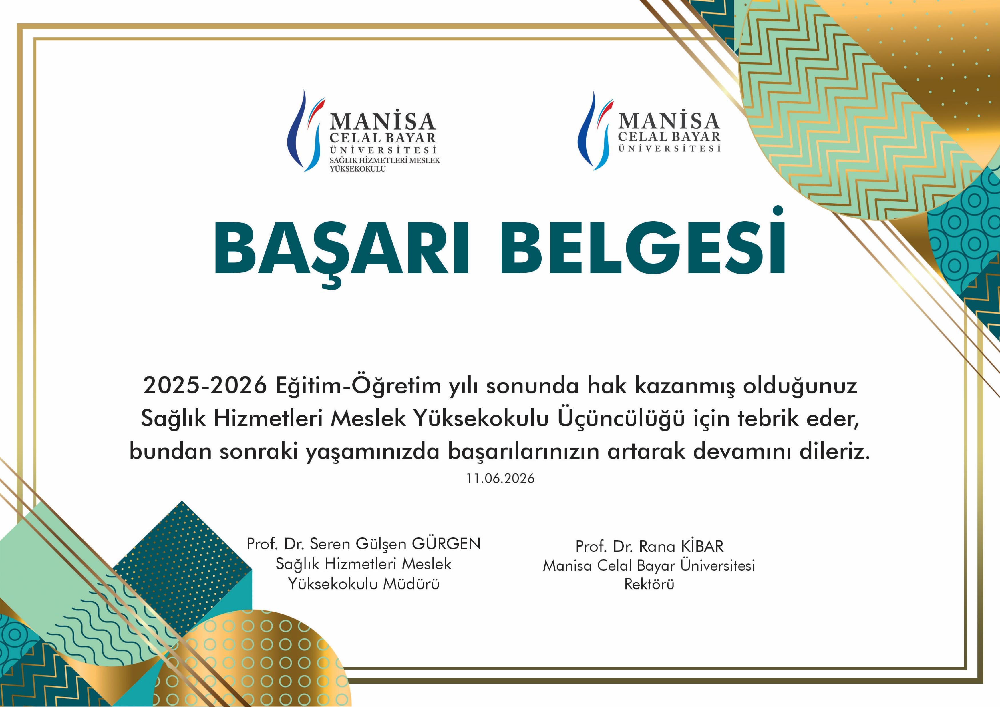 MANİSA
CELAL BAYAR
ÜNİVERSİTESİ
SAĞLIK HİZMETLERİ MESLEK
YÜKSEKOKULU
MANİSA
CELAL BAYAR
ÜNİVERSİTESİ
BAŞARI BELGESİ
2025-2026 Eğitim-Öğretim yılı sonunda hak kazanmış olduğunuz
Sağlık Hizmetleri Meslek Yüksekokulu Üçüncülüğü için tebrik eder,
bundan sonraki yaşamınızda başarılarınızın artarak devamını dileriz.
11.06.2026
Prof. Dr. Seren Gülşen GÜRGEN
Sağlık Hizmetleri Meslek
Yüksekokulu Müdürü
Prof. Dr. Rana KİBAR
Manisa Celal Bayar Üniversitesi
Rektörü